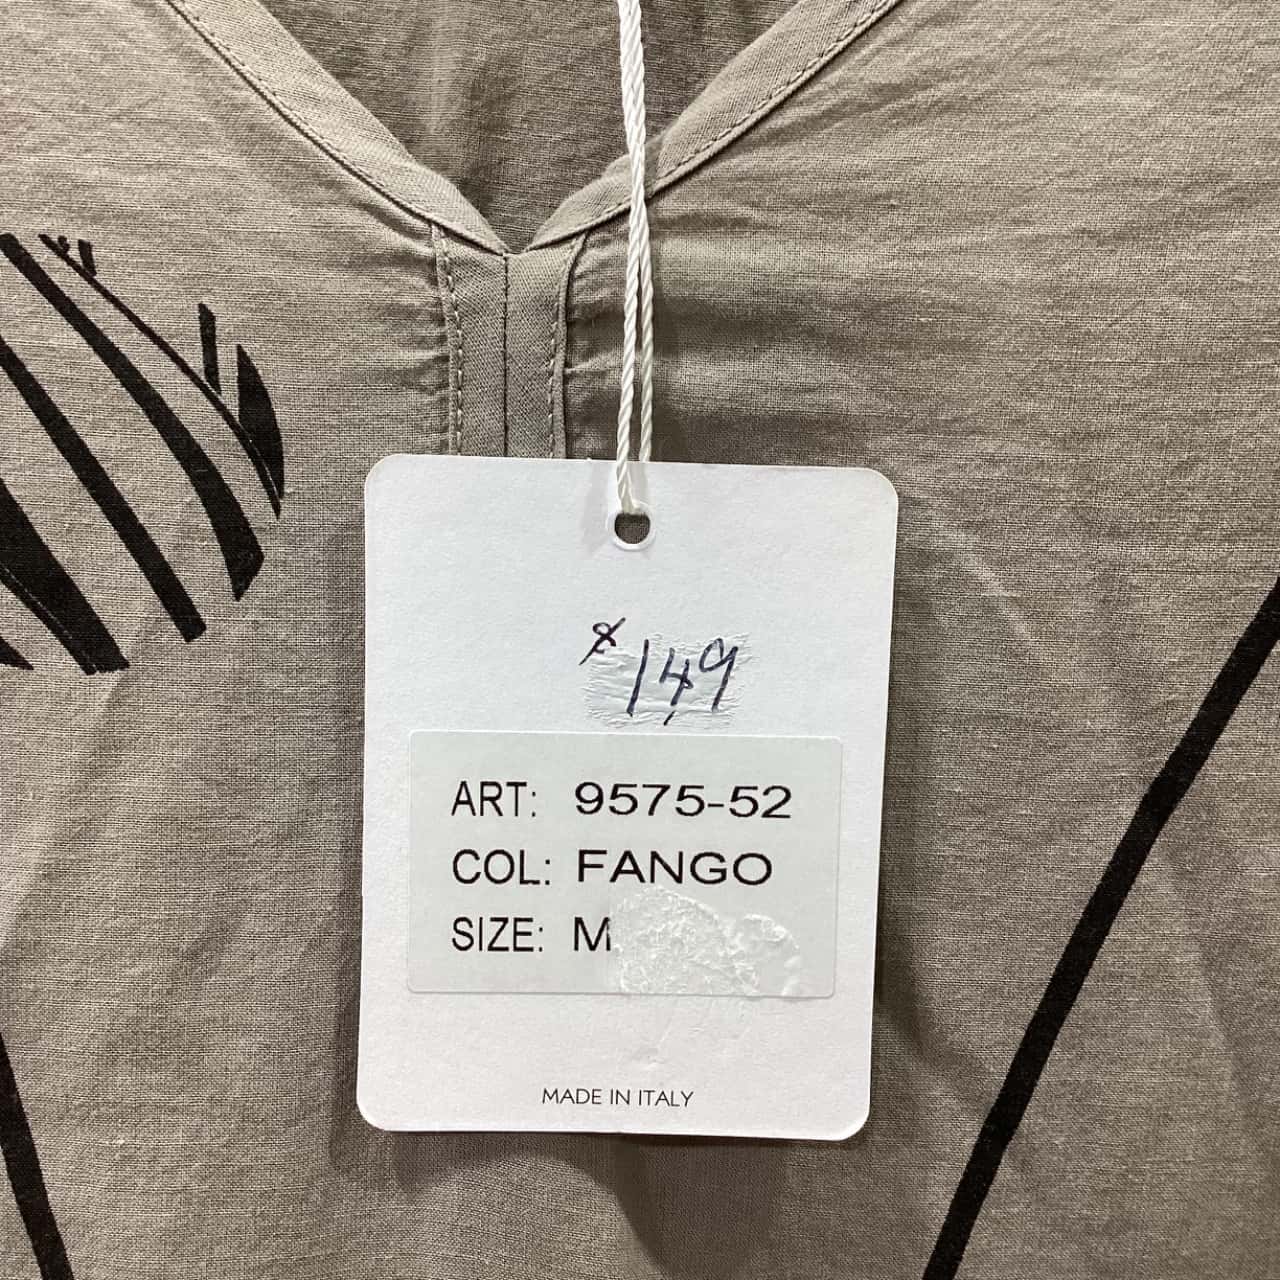 $149
ART: 9575-52
COL: FANGO
SIZE: M
MADE IN ITALY